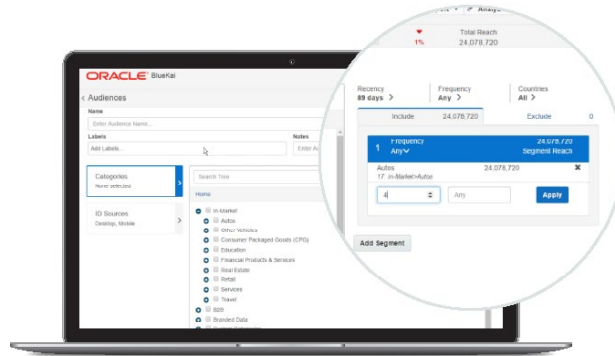 ORACLE® BlueKai
< Audiences
Name
Enter Audience Name...
Labels
Add Labels...
Notes
Categories
None selected
ID Sources
Desktop, Mobile
Search Tree
Home
In-Market
Autos
Other Vehicles
Consumer Packaged Goods (CPG)
Education
Financial Products & Services
Real Estate
Retail
Services
Travel
B2B
Branded Data
Total Reach
1% 24,078,720
Recency Frequency Countries
89 days > Any > All >
Include 24,078,720 Exclude 0
1 Frequency 24,078,720
Any Segment Reach
Autos 24,078,720 ✖
17 In-Market>Autos
4 Any Apply
Add Segment